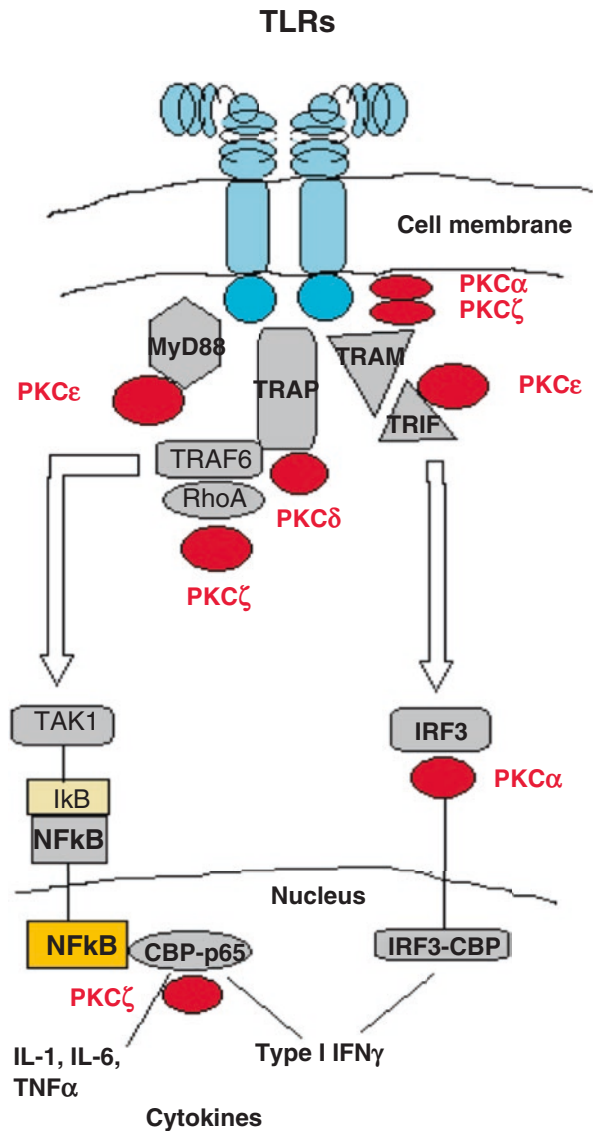 TLRs
Cell membrane
PKCα
PKCζ
MyD88
TRAM
PKCε
TRAP
PKCε
TRIF
TRAF6
RhoA
PKCδ
PKCζ
TAK1
IRF3
PKCα
IkB
NFkB
Nucleus
NFkB
CBP-p65
IRF3-CBP
PKCζ
IL-1, IL-6,
TNFα
Type I IFNγ
Cytokines